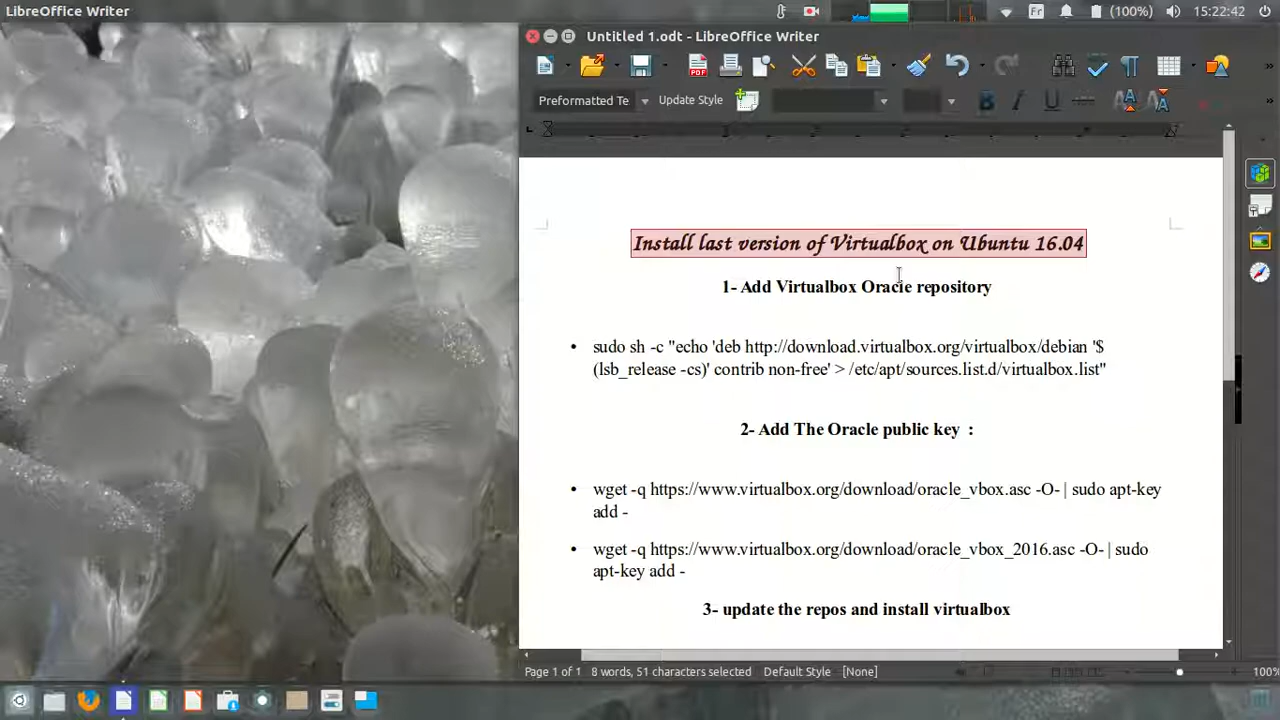 LibreOffice Writer
Fr
(100%)
15:22:42
Untitled 1.odt - LibreOffice Writer
PDF
Preformatted Te
Update Style
Install last version of Virtualbox on Ubuntu 16.04
1- Add Virtualbox Oracle repository
• sudo sh -c "echo 'deb http://download.virtualbox.org/virtualbox/debian '$
(lsb_release -cs)' contrib non-free' > /etc/apt/sources.list.d/virtualbox.list"
2- Add The Oracle public key :
• wget -q https://www.virtualbox.org/download/oracle_vbox.asc -O- | sudo apt-key
add -
• wget -q https://www.virtualbox.org/download/oracle_vbox_2016.asc -O- | sudo
apt-key add -
3- update the repos and install virtualbox
Page 1 of 1
8 words, 51 characters selected
Default Style
[None]
100%